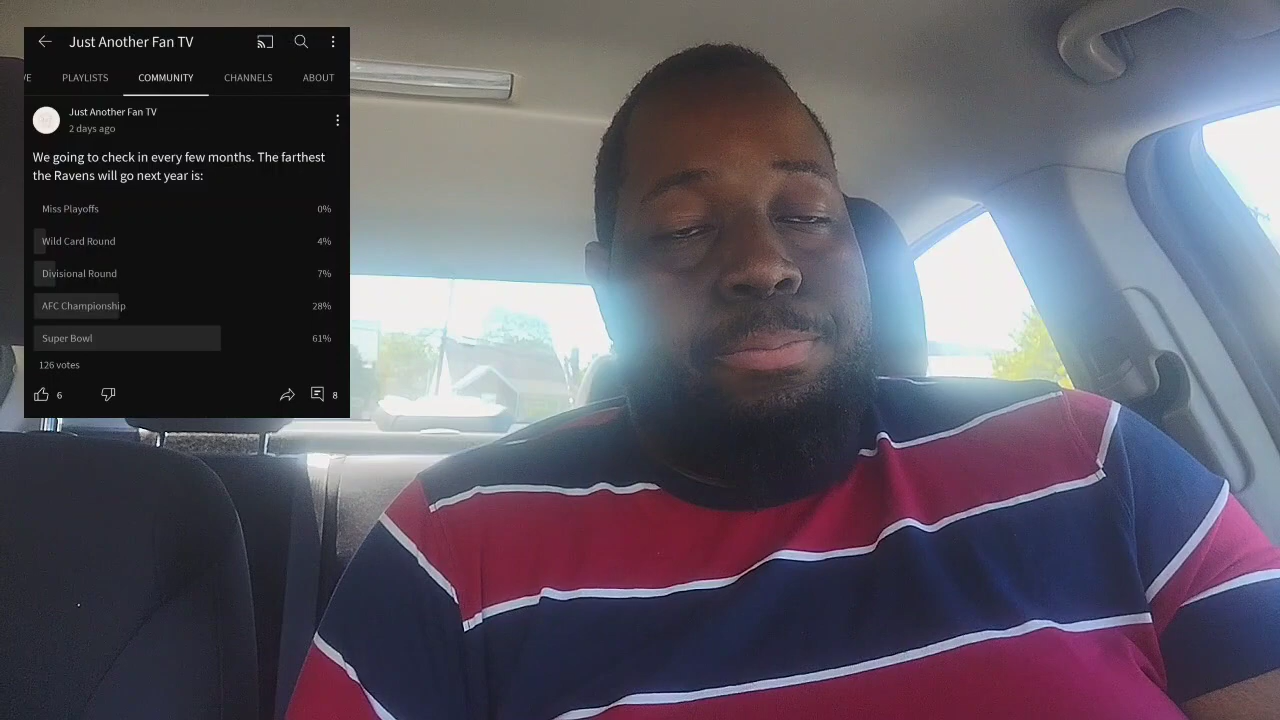 Just Another Fan TV
E PLAYLISTS COMMUNITY CHANNELS ABOUT
Just Another Fan TV
2 days ago
We going to check in every few months. The farthest
the Ravens will go next year is:
Miss Playoffs 0%
Wild Card Round 4%
Divisional Round 7%
AFC Championship 28%
Super Bowl 61%
126 votes
6 8